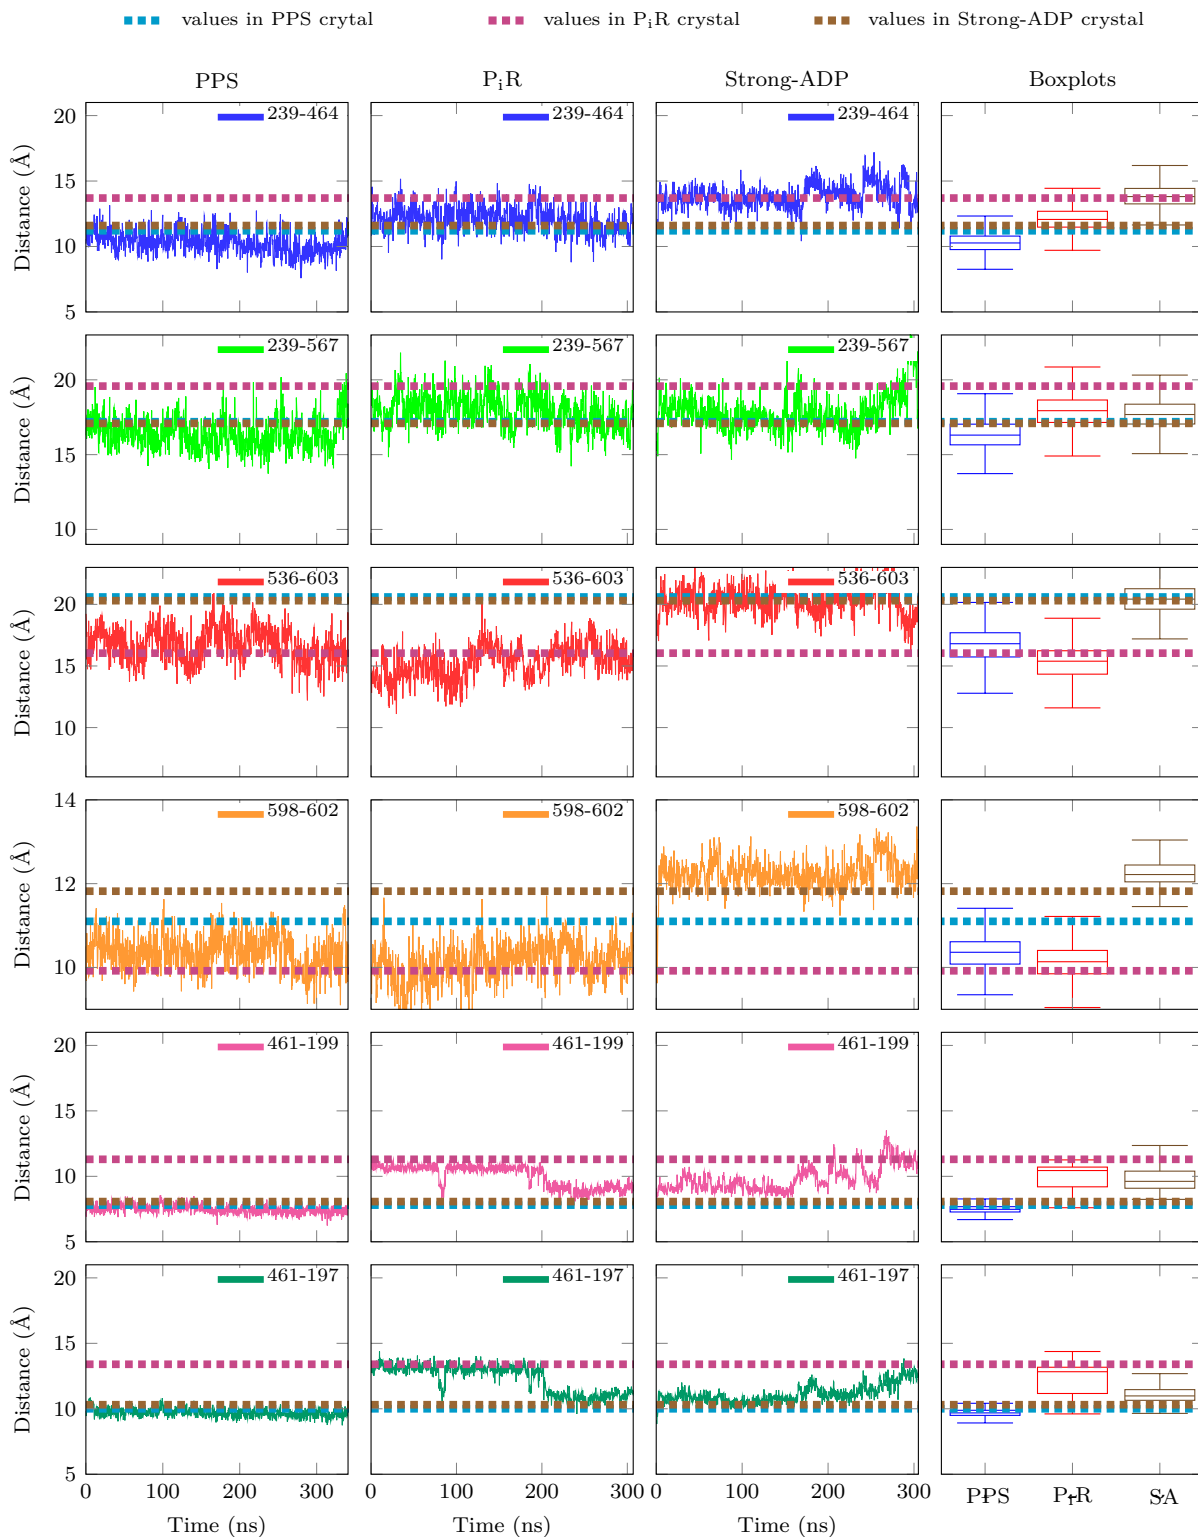 values in PPS crytal values in PiR crystal values in Strong-ADP crystal
PPS PiR Strong-ADP Boxplots
20 239-464 239-464 239-464
15
10
5
Distance (Å)
20 239-567 239-567 239-567
15
10
Distance (Å)
20 536-603 536-603 536-603
15
10
Distance (Å)
14 598-602 598-602 598-602
12
10
Distance (Å)
20 461-199 461-199 461-199
15
10
5
Distance (Å)
20 461-197 461-197 461-197
15
10
5
Distance (Å)
0 100 200 300 0 100 200 300 0 100 200 300 PPS PiR SA
Time (ns) Time (ns) Time (ns)